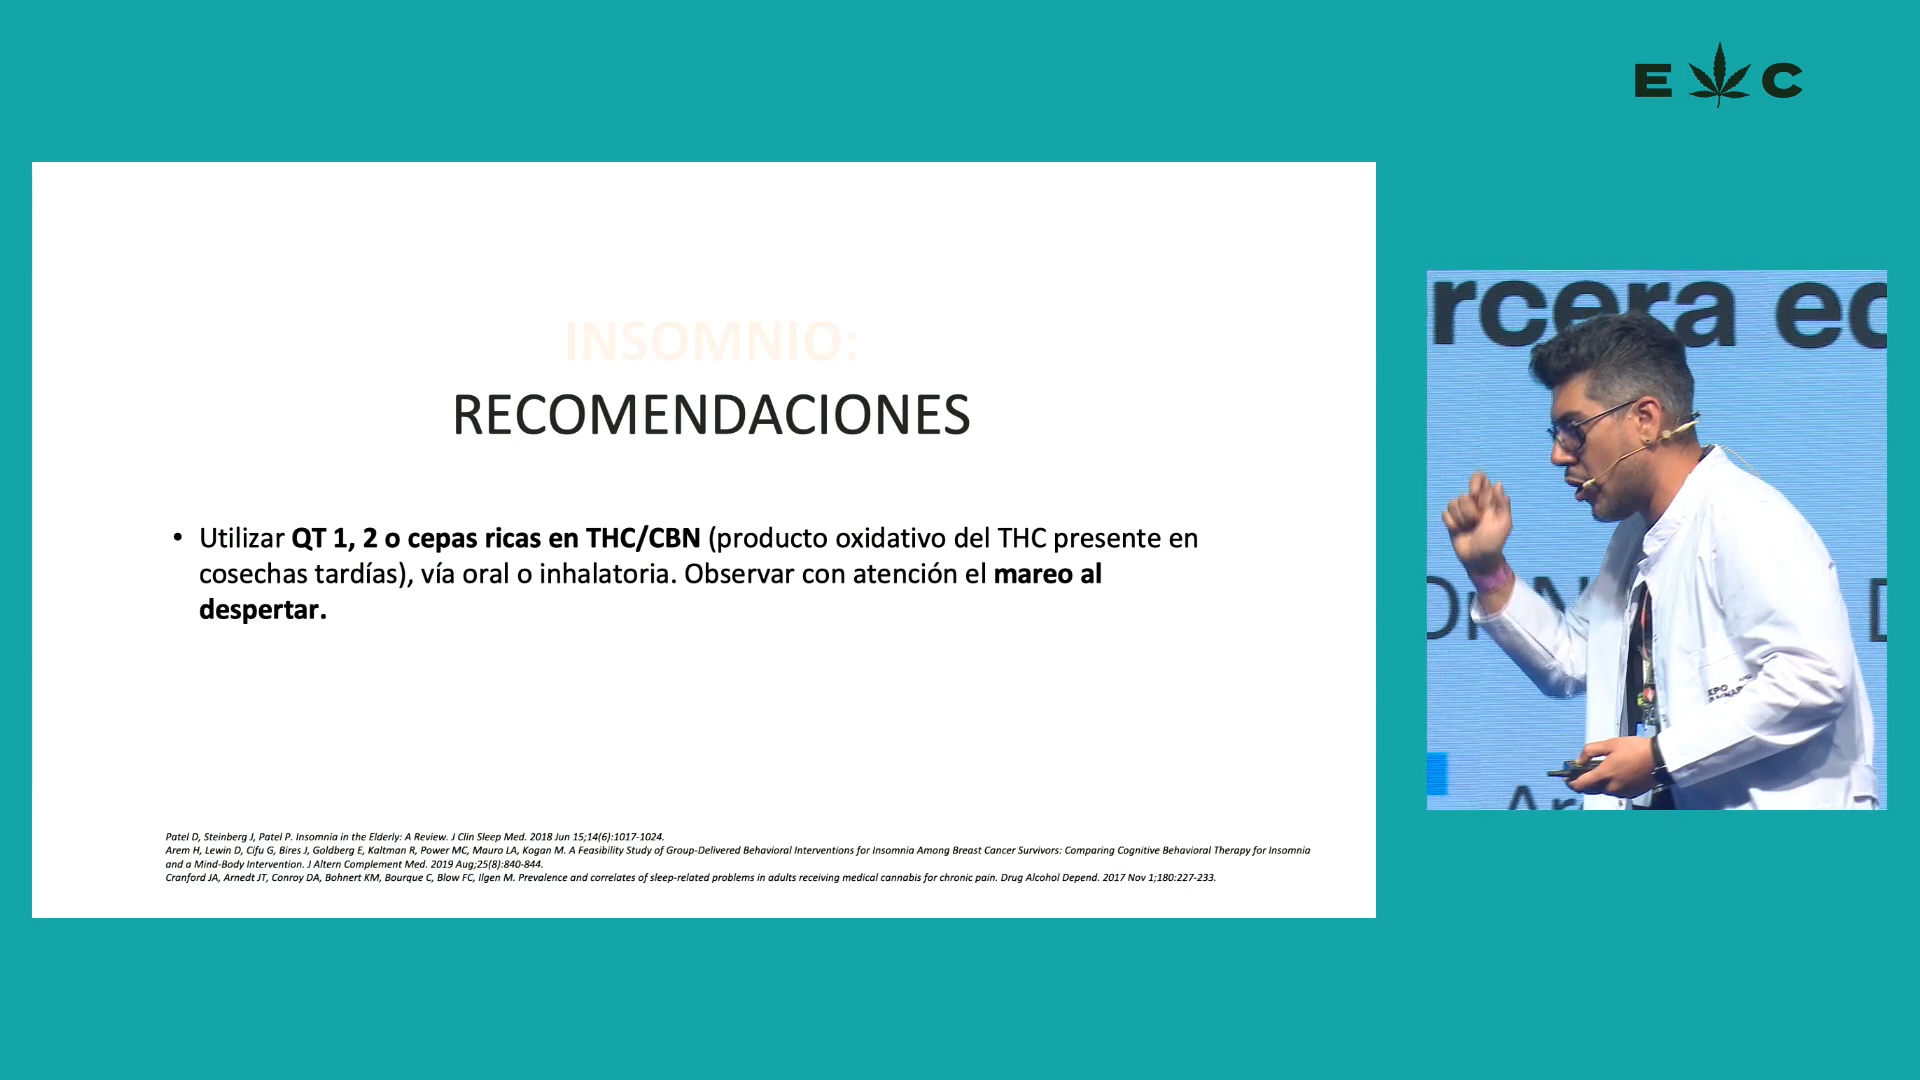 E C
INSOMNIO:
RECOMENDACIONES
• Utilizar QT 1, 2 o cepas ricas en THC/CBN (producto oxidativo del THC presente en
cosechas tardías), vía oral o inhalatoria. Observar con atención el mareo al
despertar.
Patel D, Steinberg J, Patel P. Insomnia in the Elderly: A Review. J Clin Sleep Med. 2018 Jun 15;14(6):1017-1024.
Arem H, Lewin D, Cifu G, Bires J, Goldberg E, Kaltman R, Power MC, Mauro LA, Kogan M. A Feasibility Study of Group-Delivered Behavioral Interventions for Insomnia Among Breast Cancer Survivors: Comparing Cognitive Behavioral Therapy for Insomnia
and a Mind-Body Intervention. J Altern Complement Med. 2019 Aug;25(8):840-844.
Cranford JA, Arnedt JT, Conroy DA, Bohnert KM, Bourque C, Blow FC, Ilgen M. Prevalence and correlates of sleep-related problems in adults receiving medical cannabis for chronic pain. Drug Alcohol Depend. 2017 Nov 1;180:227-233.
rcera ec